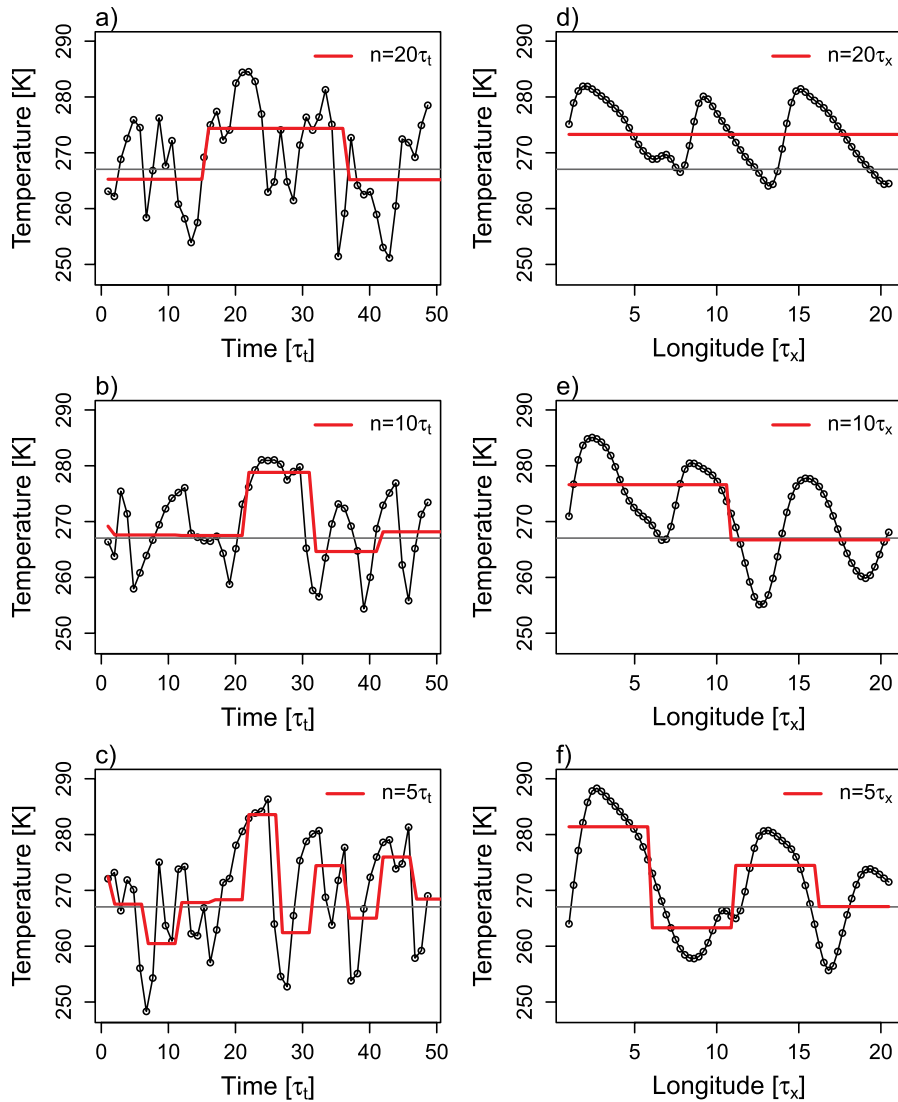 a)
Temperature [K]
290
280
270
260
250
n=20τt
0 10 20 30 40 50
Time [τt]
d)
Temperature [K]
290
280
270
260
250
n=20τx
5 10 15 20
Longitude [τx]
b)
Temperature [K]
290
280
270
260
250
n=10τt
0 10 20 30 40 50
Time [τt]
e)
Temperature [K]
290
280
270
260
250
n=10τx
5 10 15 20
Longitude [τx]
c)
Temperature [K]
290
280
270
260
250
n=5τt
0 10 20 30 40 50
Time [τt]
f)
Temperature [K]
290
280
270
260
250
n=5τx
5 10 15 20
Longitude [τx]